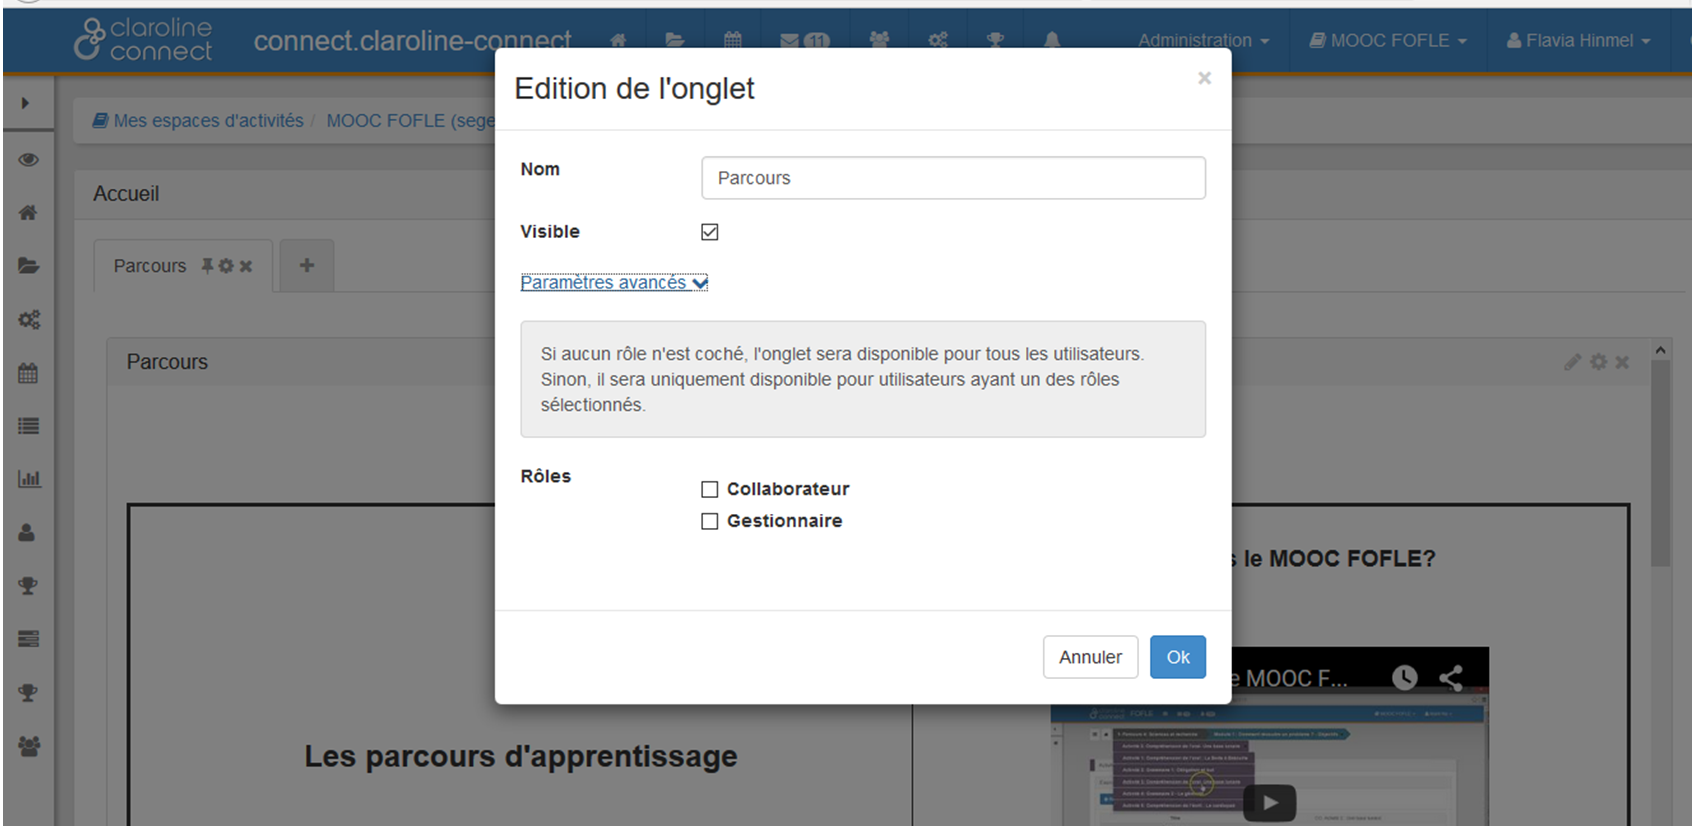 claroline
connect
connect.claroline-connect
11
Administration
MOOC FOFLE
Flavia Hinmel
Mes espaces d'activités / MOOC FOFLE (sege
Accueil
Parcours
+
Parcours
Edition de l'onglet
×
Nom
Parcours
Visible
Paramètres avancés
Si aucun rôle n'est coché, l'onglet sera disponible pour tous les utilisateurs.
Sinon, il sera uniquement disponible pour utilisateurs ayant un des rôles
sélectionnés.
Rôles
Collaborateur
Gestionnaire
Annuler
Ok
s le MOOC FOFLE?
e MOOC F...
Les parcours d'apprentissage
claroline
connect
FOFLE